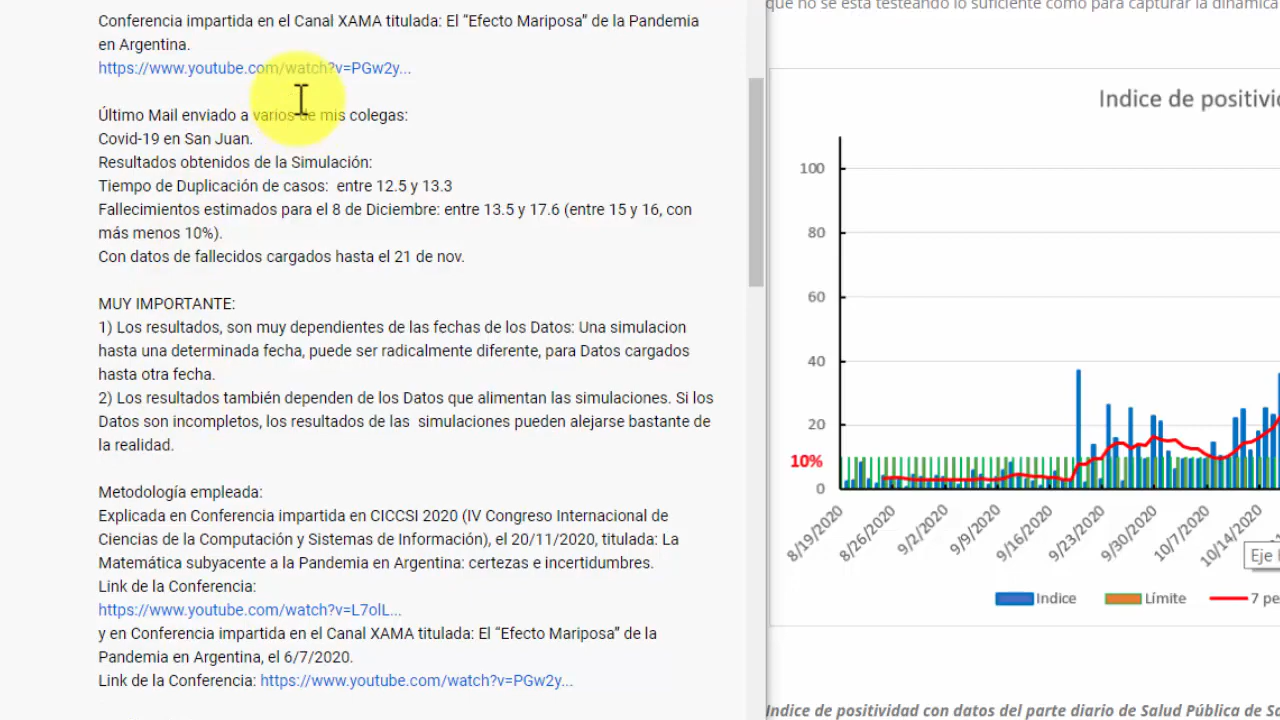 Conferencia impartida en el Canal XAMA titulada: El “Efecto Mariposa” de la Pandemia
en Argentina.
https://www.youtube.com/watch?v=PGw2y...
Último Mail enviado a varios de mis colegas:
Covid-19 en San Juan.
Resultados obtenidos de la Simulación:
Tiempo de Duplicación de casos:  entre 12.5 y 13.3
Fallecimientos estimados para el 8 de Diciembre: entre 13.5 y 17.6 (entre 15 y 16, con
más menos 10%).
Con datos de fallecidos cargados hasta el 21 de nov.
MUY IMPORTANTE:
1) Los resultados, son muy dependientes de las fechas de los Datos: Una simulacion
hasta una determinada fecha, puede ser radicalmente diferente, para Datos cargados
hasta otra fecha.
2) Los resultados también dependen de los Datos que alimentan las simulaciones. Si los
Datos son incompletos, los resultados de las  simulaciones pueden alejarse bastante de
la realidad.
Metodología empleada:
Explicada en Conferencia impartida en CICCSI 2020 (IV Congreso Internacional de
Ciencias de la Computación y Sistemas de Información), el 20/11/2020, titulada: La
Matemática subyacente a la Pandemia en Argentina: certezas e incertidumbres.
Link de la Conferencia:
https://www.youtube.com/watch?v=L7olL...
y en Conferencia impartida en el Canal XAMA titulada: El “Efecto Mariposa” de la
Pandemia en Argentina, el 6/7/2020.
Link de la Conferencia: https://www.youtube.com/watch?v=PGw2y...
que no se está testeando lo suficiente como para capturar la dinámica
Indice de positivi
100
80
60
40
20
10%
0
8/19/2020
8/26/2020
9/2/2020
9/9/2020
9/16/2020
9/23/2020
9/30/2020
10/7/2020
10/14/2020
Eje
Indice
Límite
7 pe
Indice de positividad con datos del parte diario de Salud Pública de S